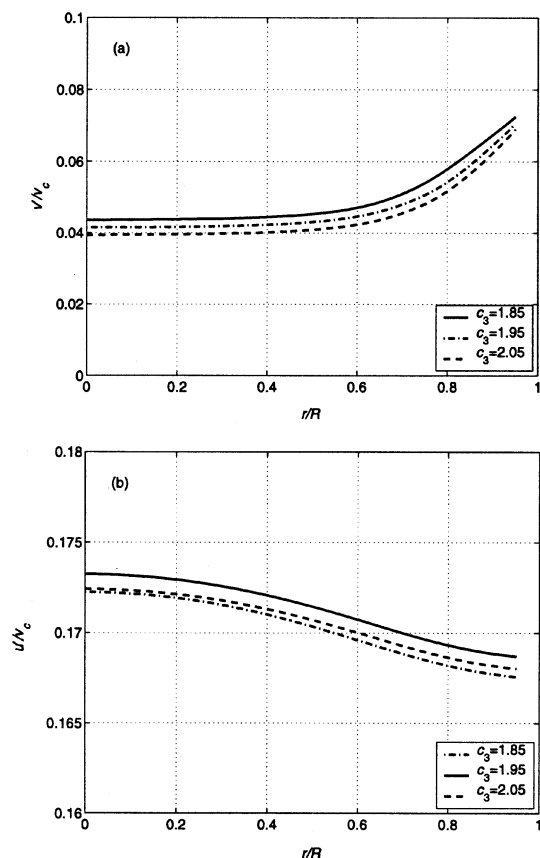 0.1
(a)
0.08
0.06
v'/v_c
0.04
0.02
c_3=1.85
c_3=1.95
c_3=2.05
0
0 0.2 0.4 0.6 0.8 1
r/R
0.18
(b)
0.175
u'/v_c
0.17
0.165
c_3=1.85
c_3=1.95
c_3=2.05
0.16
0 0.2 0.4 0.6 0.8 1
r/R